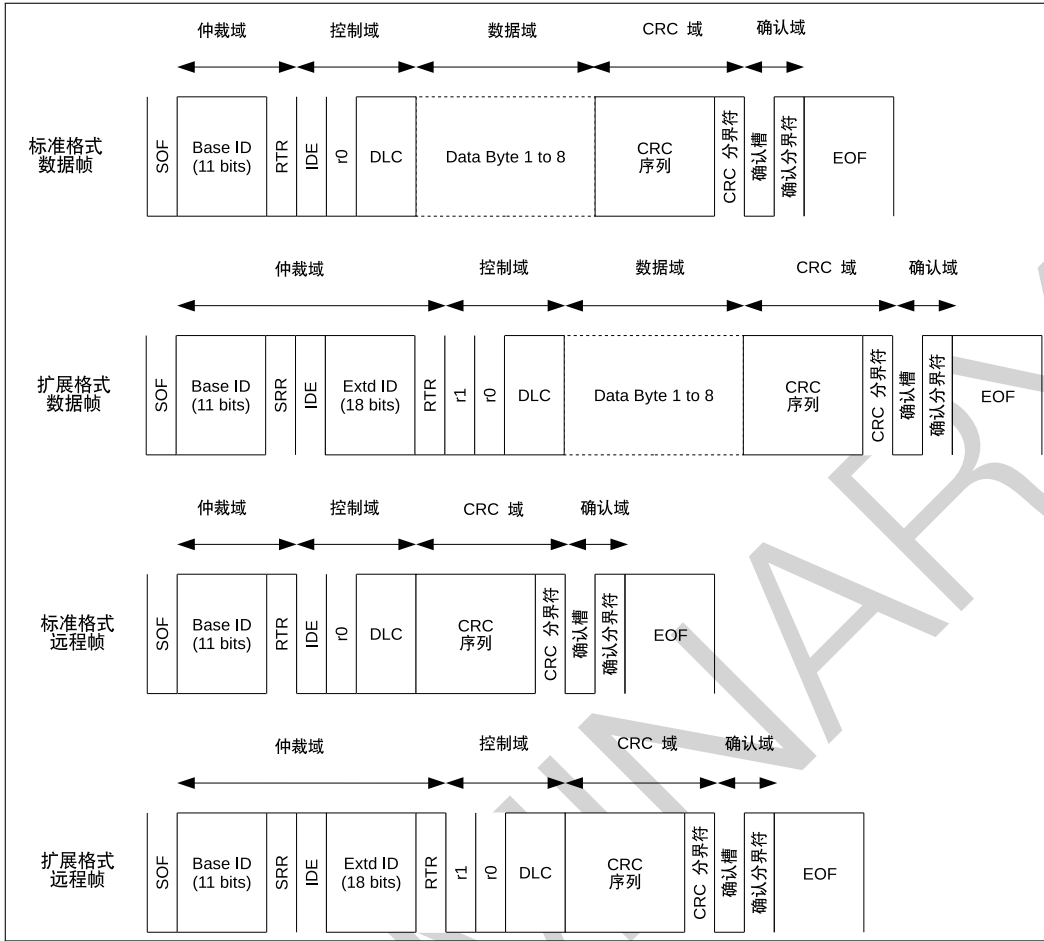 仲裁域 控制域 数据域 CRC 域 确认域
标准格式
数据帧
SOF
Base ID
(11 bits)
RTR
IDE
r0
DLC
Data Byte 1 to 8
CRC
序列
CRC 分界符
确认槽
确认分界符
EOF
仲裁域 控制域 数据域 CRC 域 确认域
扩展格式
数据帧
SOF
Base ID
(11 bits)
SRR
IDE
Extd ID
(18 bits)
RTR
r1
r0
DLC
Data Byte 1 to 8
CRC
序列
CRC 分界符
确认槽
确认分界符
EOF
仲裁域 控制域 CRC 域 确认域
标准格式
远程帧
SOF
Base ID
(11 bits)
RTR
IDE
r0
DLC
CRC
序列
CRC 分界符
确认槽
确认分界符
EOF
仲裁域 控制域 CRC 域 确认域
扩展格式
远程帧
SOF
Base ID
(11 bits)
SRR
IDE
Extd ID
(18 bits)
RTR
r1
r0
DLC
CRC
序列
CRC 分界符
确认槽
确认分界符
EOF